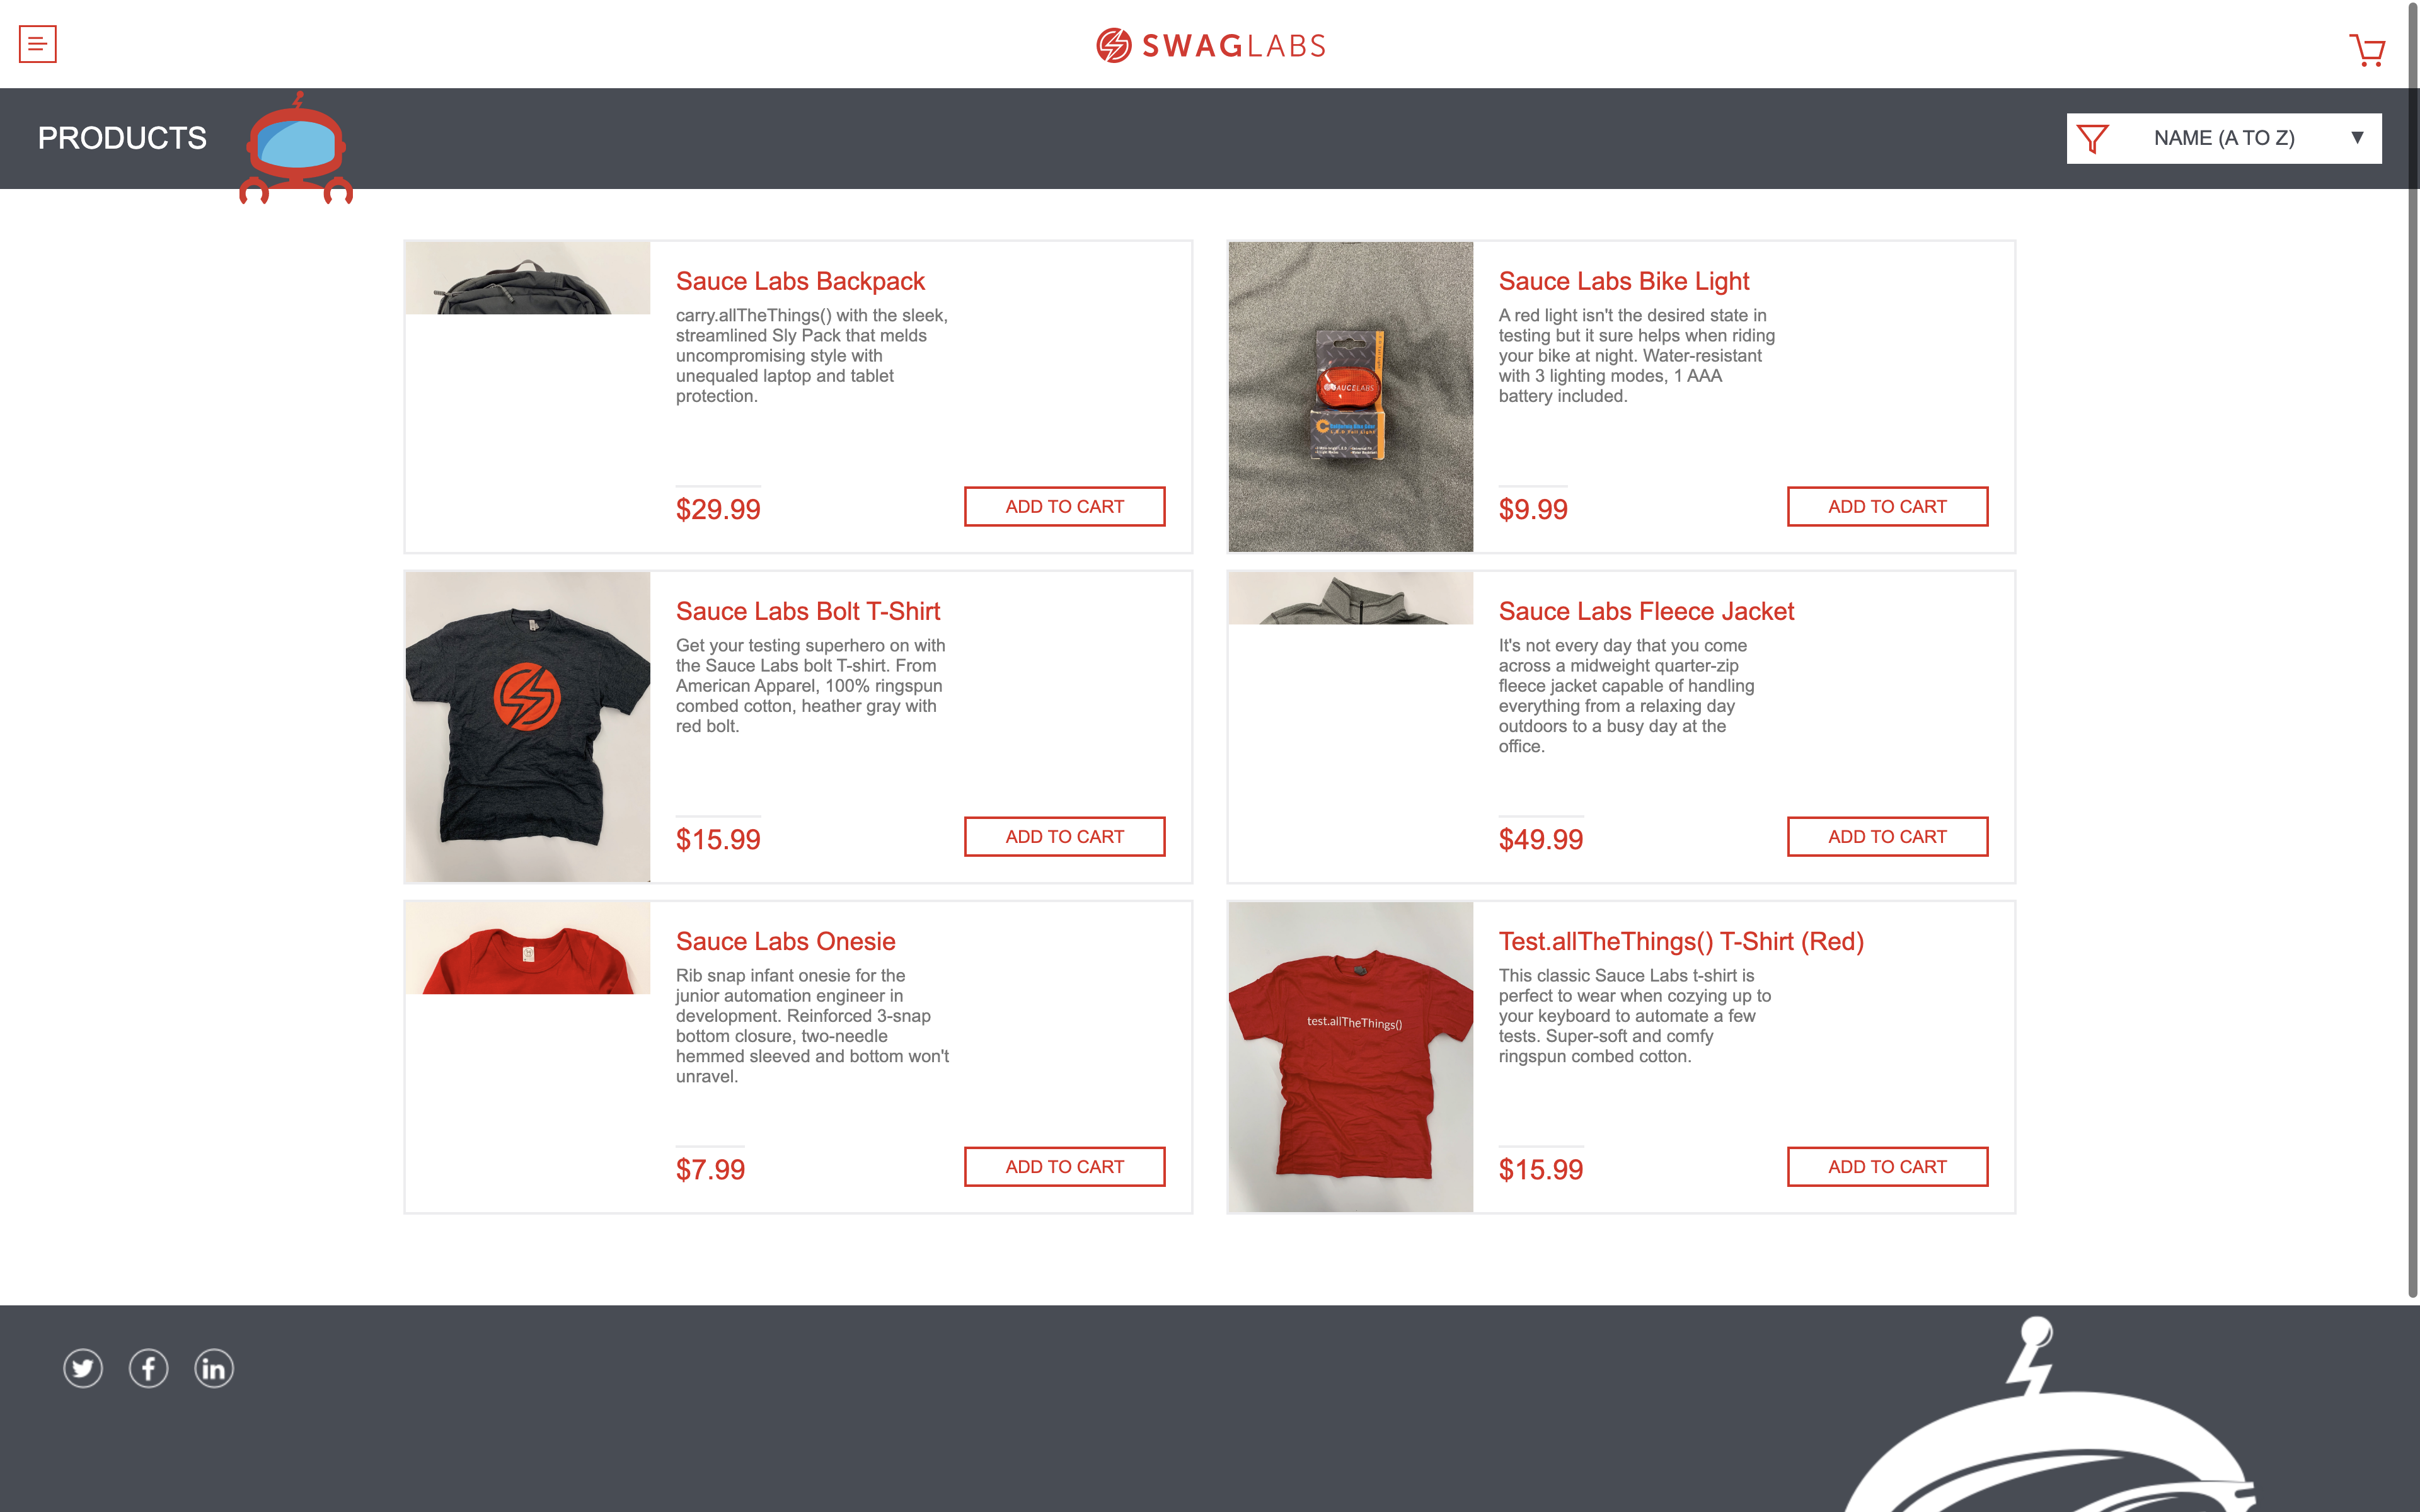 SWAGLABS
PRODUCTS
NAME (A TO Z)
Sauce Labs Backpack
carry.allTheThings() with the sleek,
streamlined Sly Pack that melds
uncompromising style with
unequaled laptop and tablet
protection.
$29.99
ADD TO CART
SAUCELABS
Sauce Labs Bike Light
A red light isn't the desired state in
testing but it sure helps when riding
your bike at night. Water-resistant
with 3 lighting modes, 1 AAA
battery included.
$9.99
ADD TO CART
Sauce Labs Bolt T-Shirt
Get your testing superhero on with
the Sauce Labs bolt T-shirt. From
American Apparel, 100% ringspun
combed cotton, heather gray with
red bolt.
$15.99
ADD TO CART
Sauce Labs Fleece Jacket
It's not every day that you come
across a midweight quarter-zip
fleece jacket capable of handling
everything from a relaxing day
outdoors to a busy day at the
office.
$49.99
ADD TO CART
Sauce Labs Onesie
Rib snap infant onesie for the
junior automation engineer in
development. Reinforced 3-snap
bottom closure, two-needle
hemmed sleeved and bottom won't
unravel.
$7.99
ADD TO CART
test.allTheThings()
Test.allTheThings() T-Shirt (Red)
This classic Sauce Labs t-shirt is
perfect to wear when cozying up to
your keyboard to automate a few
tests. Super-soft and comfy
ringspun combed cotton.
$15.99
ADD TO CART